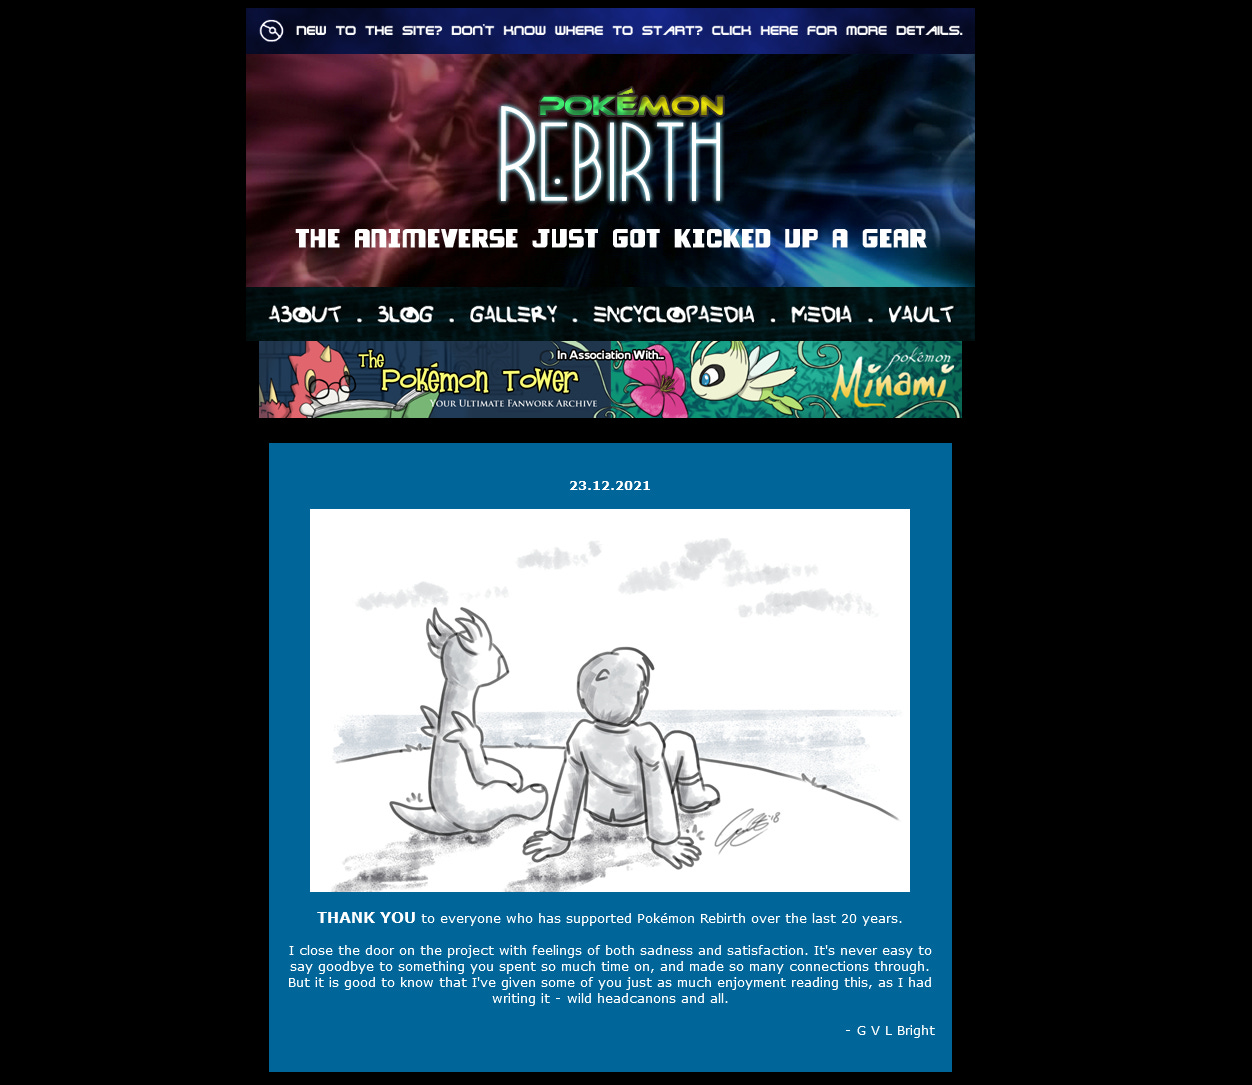 NEW TO THE SITE? DON'T KNOW WHERE TO START? CLICK HERE FOR MORE DETAILS.
POKÉMON
REBIRTH
THE ANIMEVERSE JUST GOT KICKED UP A GEAR
ABOUT . BLOG . GALLERY . ENCYCLOPAEDIA . MEDIA . VAULT
The Pokémon Tower
YOUR ULTIMATE FANWORK ARCHIVE
In Association With...
pokémon
Minami
23.12.2021
'18
THANK YOU to everyone who has supported Pokémon Rebirth over the last 20 years.
I close the door on the project with feelings of both sadness and satisfaction. It's never easy to
say goodbye to something you spent so much time on, and made so many connections through.
But it is good to know that I've given some of you just as much enjoyment reading this, as I had
writing it - wild headcanons and all.
- G V L Bright